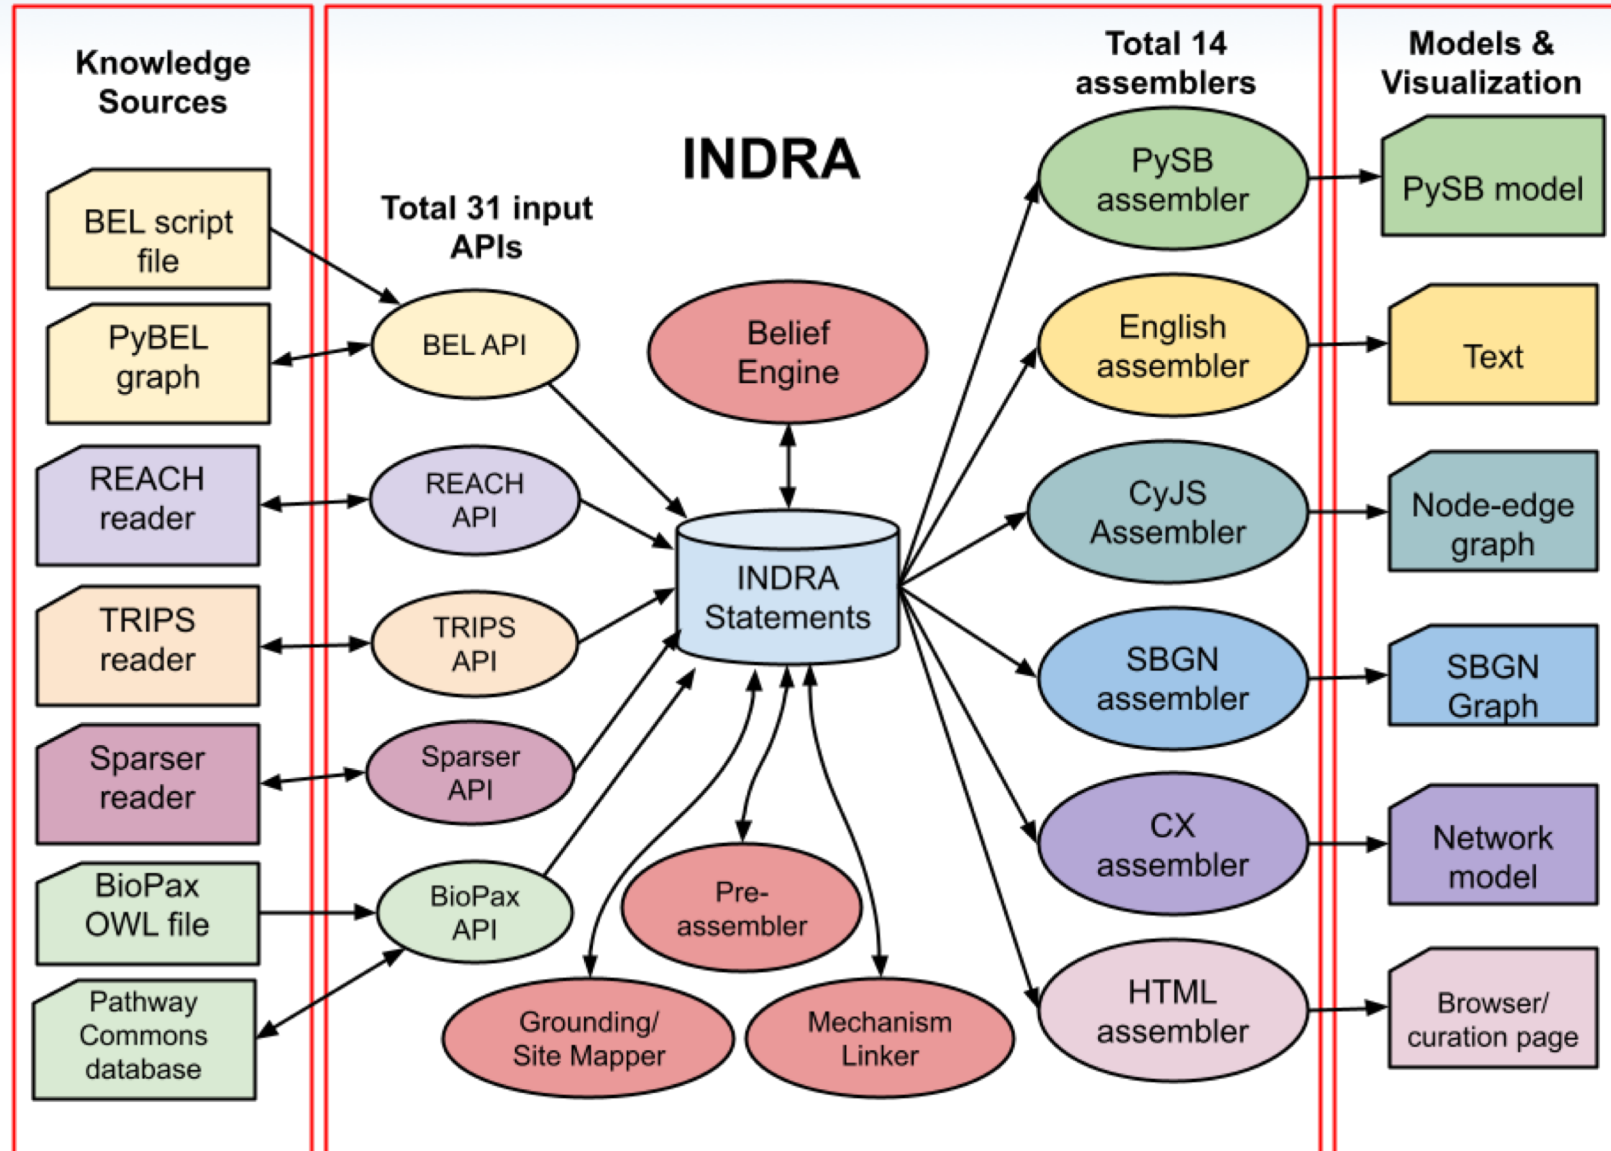 Knowledge
Sources
BEL script
file
PyBEL
graph
REACH
reader
TRIPS
reader
Sparser
reader
BioPax
OWL file
Pathway
Commons
database
INDRA
Total 31 input
APIs
BEL API
REACH
API
TRIPS
API
Sparser
API
BioPax
API
Belief
Engine
INDRA
Statements
Pre-
assembler
Grounding/
Site Mapper
Mechanism
Linker
Total 14
assemblers
PySB
assembler
English
assembler
CyJS
Assembler
SBGN
assembler
CX
assembler
HTML
assembler
Models &
Visualization
PySB model
Text
Node-edge
graph
SBGN
Graph
Network
model
Browser/
curation page